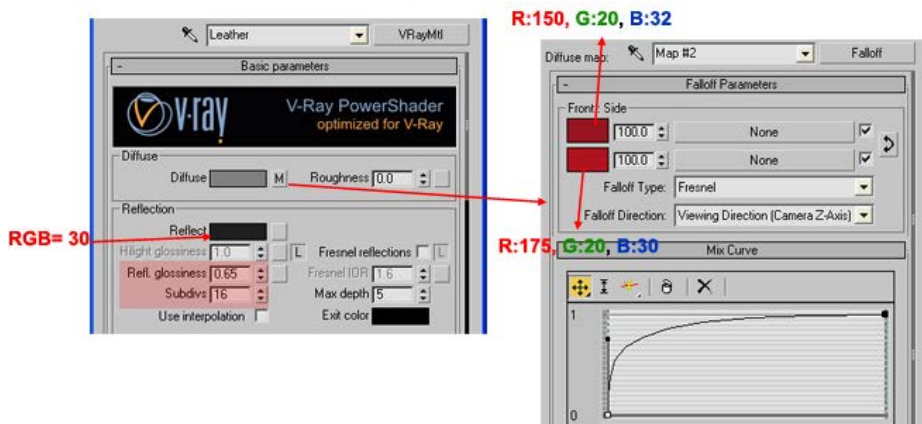 R:150, G:20, B:32
Leather
VRayMtl
- Basic parameters
v·ray
V-Ray PowerShader
optimized for V-Ray
Diffuse
Diffuse M Roughness 0.0
Reflection
RGB= 30
Reflect
Hilight glossiness 1.0 L Fresnel reflections L
Refl. glossiness 0.65 Fresnel IOR 1.6
Subdivs 16 Max depth 5
Use interpolation Exit color
Diffuse map: Map #2 Falloff
- Falloff Parameters
Front : Side
100.0 None
100.0 None
Falloff Type: Fresnel
Falloff Direction: Viewing Direction (Camera Z-Axis)
R:175, G:20, B:30
Mix Curve
1
0